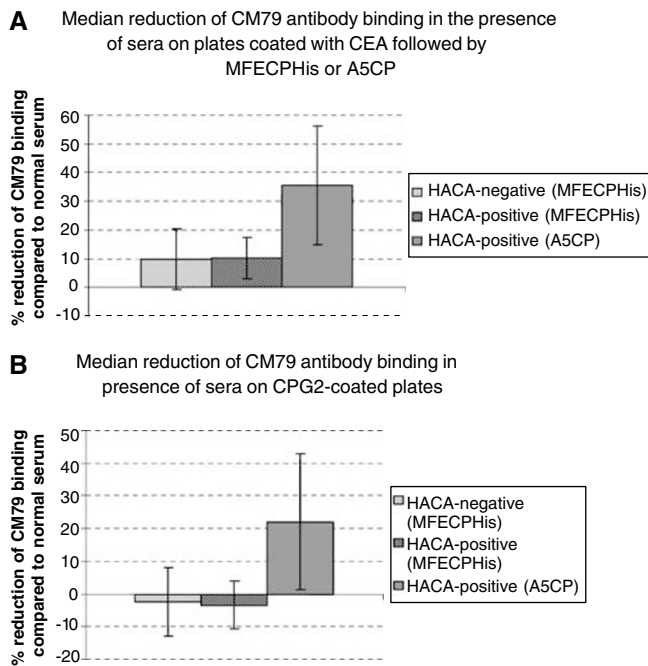 A
Median reduction of CM79 antibody binding in the presence
of sera on plates coated with CEA followed by
MFECPHis or A5CP
% reduction of CM79 binding
compared to normal serum
60
50
40
30
20
10
0
-10
HACA-negative (MFECPHis)
HACA-positive (MFECPHis)
HACA-positive (A5CP)
B
Median reduction of CM79 antibody binding in
presence of sera on CPG2-coated plates
% reduction of CM79 binding
compared to normal serum
50
40
30
20
10
0
-10
-20
HACA-negative
(MFECPHis)
HACA-positive
(MFECPHis)
HACA-positive (A5CP)